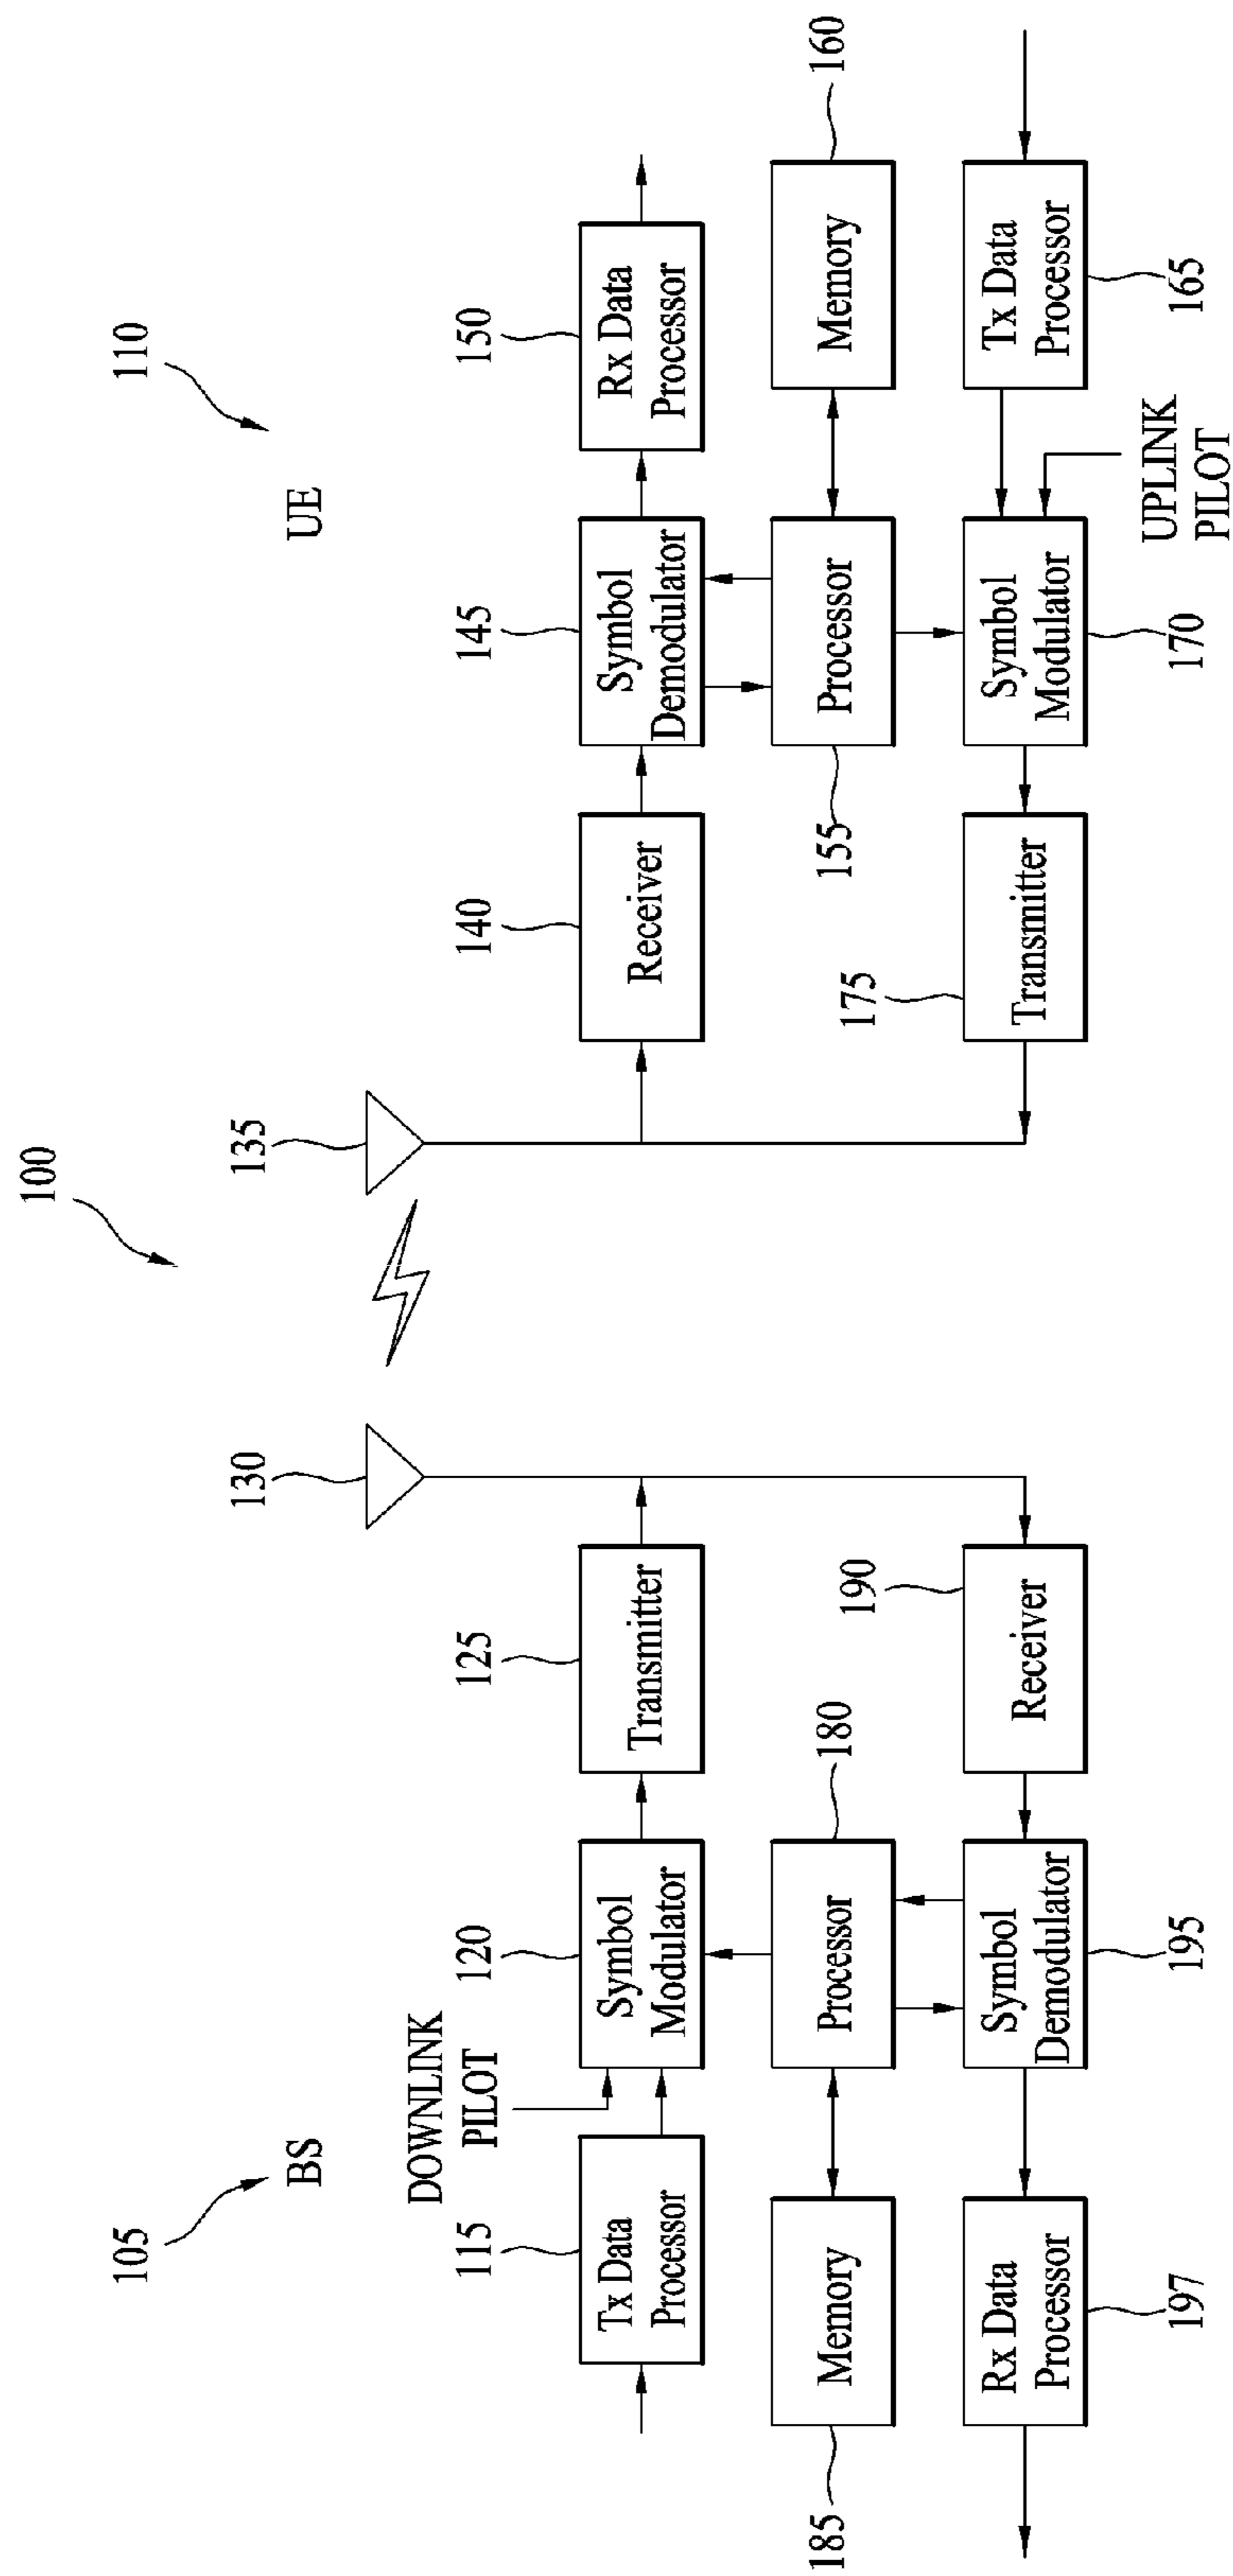 100
105
BS
110
UE
130
135
DOWNLINK
PILOT
115
120
125
140
145
150
Tx Data
Processor
Symbol
Modulator
Transmitter
Receiver
Symbol
Demodulator
Rx Data
Processor
185
Memory
Processor
180
155
Processor
Memory
160
190
175
Rx Data
Processor
Symbol
Demodulator
Receiver
Transmitter
Symbol
Modulator
Tx Data
Processor
197
195
170
165
UPLINK
PILOT